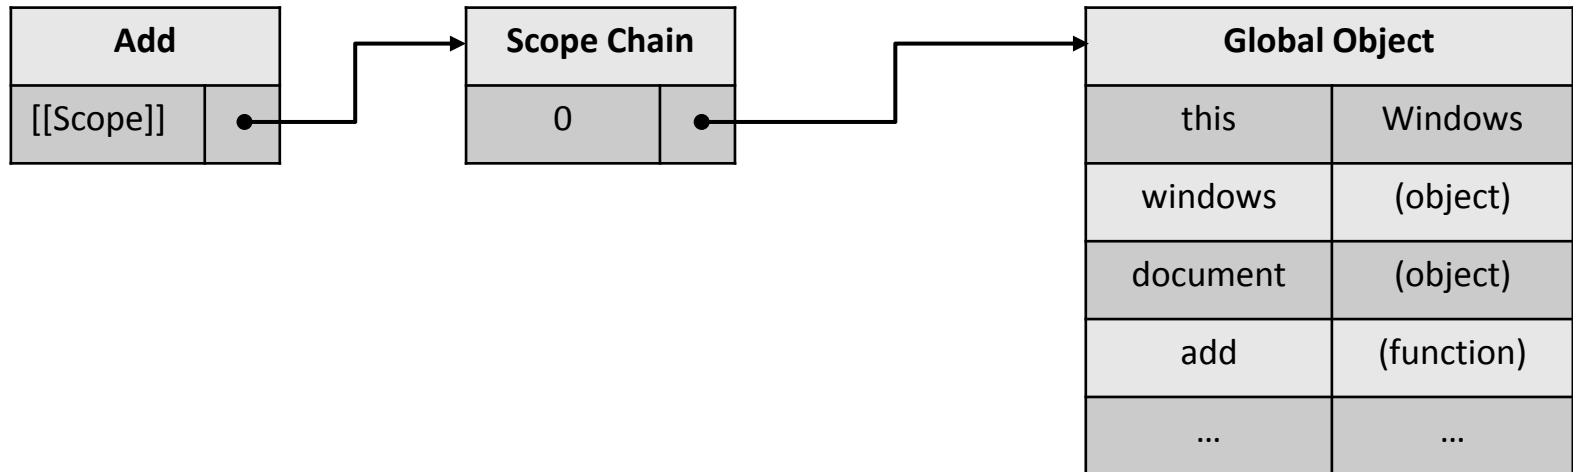 Add
[[Scope]]
Scope Chain
0
Global Object
this Windows
windows (object)
document (object)
add (function)
... ...